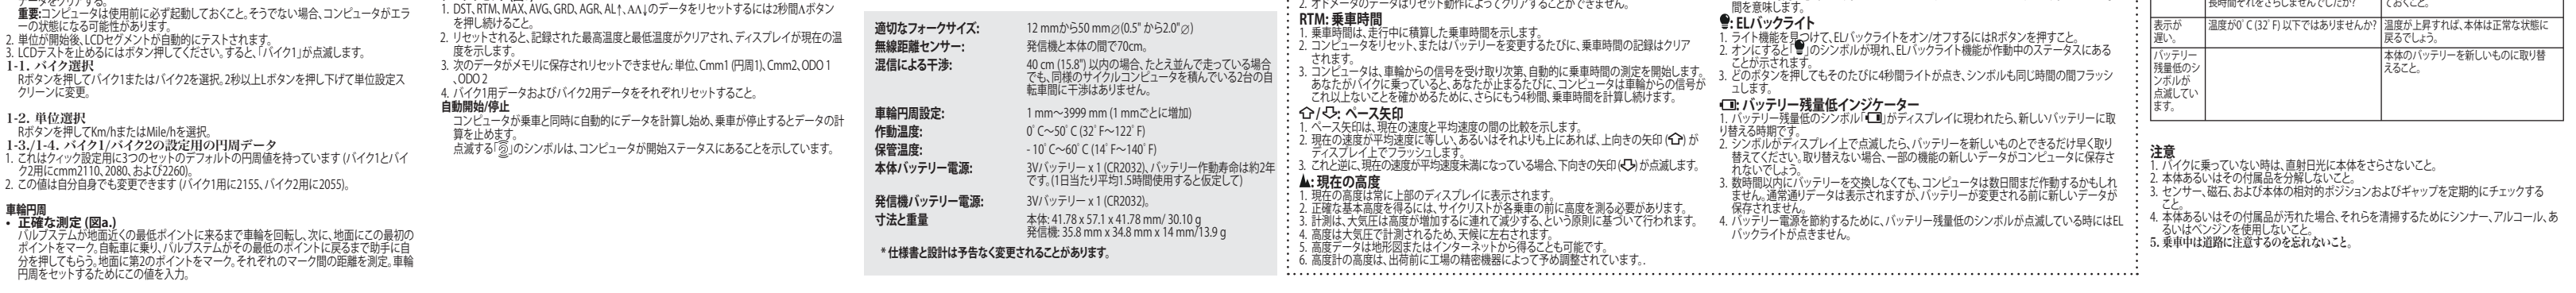 データをクリアする。
重要:コンピュータは使用前に必ず起動しておくこと。そうでない場合、コンピュータがエラ
ーの状態になる可能性があります。
2. 単位が開始後、LCDセグメントが自動的にテストされます。
3. LCDテストを止めるにはボタン押してください。すると、「バイク1」が点滅します。
1-1. バイク選択
Rボタンを押してバイク1またはバイク2を選択。2秒以上Lボタンを押し下げて単位設定ス
クリーンに変更。
1-2. 単位選択
Rボタンを押してKm/hまたはMile/hを選択。
1-3./1-4. バイク1/バイク2の設定用の円周データ
1. これはクィック設定用に3つのセットのデフォルトの円周値を持っています (バイク1とバイ
ク2用にcmm2110、2080、および2260)。
2. この値は自分自身でも変更できます (バイク1用に2155、バイク2用に2055)。
車輪円周
• 正確な測定 (図a.)
バルブステムが地面近くの最低ポイントに来るまで車輪を回転し、次に、地面にこの最初の
ポイントをマーク。自転車に乗り、バルブステムがその最低のポイントに戻るまで助手に自
分を押してもらう。地面に第2のポイントをマーク。それぞれのマーク間の距離を測定。車輪
円周をセットするためにこの値を入力。
1. DST、RTM、MAX、AVG、GRD、AGR、AL↑、ΛΛ↓のデータをリセットするには2秒間Λボタン
を押し続けること。
2. リセットされると、記録された最高温度と最低温度がクリアされ、ディスプレイが現在の温
度を示します。
3. 次のデータがメモリに保存されリセットできません: 単位、Cmm1 (円周1)、Cmm2、ODO 1
、ODO 2
4. バイク1用データおよびバイク2用データをそれぞれリセットすること。
自動開始/停止
コンピュータが乗車と同時に自動的にデータを計算し始め、乗車が停止するとデータの計
算を止めます。
点滅する「」のシンボルは、コンピュータが開始ステータスにあることを示しています。
適切なフォークサイズ: 12 mmから50 mm∅(0.5" から2.0"∅)
無線距離センサー: 発信機と本体の間で70cm。
混信による干渉: 40 cm (15.8") 以内の場合、たとえ並んで走っている場合
でも、同様のサイクルコンピュータを積んでいる2台の自
転車間に干渉はありません。
車輪円周設定: 1 mm〜3999 mm (1 mmごとに増加)
作動温度: 0° C〜50° C (32° F〜122° F)
保管温度: - 10° C〜60° C (14° F〜140° F)
本体バッテリー電源: 3Vバッテリー x 1 (CR2032)、バッテリー作動寿命は約2年
です。(1日当たり平均1.5時間使用すると仮定して)
発信機バッテリー電源: 3Vバッテリー x 1 (CR2032)。
寸法と重量 本体: 41.78 x 57.1 x 41.78 mm/ 30.10 g
発信機: 35.8 mm x 34.8 mm x 14 mm/13.9 g
* 仕様書と設計は予告なく変更されることがあります。
2. オドメータのデータはリセット動作によってクリアすることができません。
RTM: 乗車時間
1. 乗車時間は、走行中に積算した乗車時間を示します。
2. コンピュータをリセット、またはバッテリーを変更するたびに、乗車時間の記録はクリア
されます。
3. コンピュータは、車輪からの信号を受け取り次第、自動的に乗車時間の測定を開始します。
あなたがバイクに乗っていると、あなたが止まるたびに、コンピュータは車輪からの信号が
これ以上ないことを確かめるために、さらにもう4秒間、乗車時間を計算し続けます。
⇧/⇩: ペース矢印
1. ペース矢印は、現在の速度と平均速度の間の比較を示します。
2. 現在の速度が平均速度に等しい、あるいはそれよりも上にあれば、上向きの矢印 (⇧) が
ディスプレイ上でフラッシュします。
3. これと逆に、現在の速度が平均速度未満になっている場合、下向きの矢印(⇩)が点滅します。
▲: 現在の高度
1. 現在の高度は常に上部のディスプレイに表示されます。
2. 正確な基本高度を得るには、サイクリストが各乗車の前に高度を測る必要があります。
3. 計測は、大気圧は高度が増加するに連れて減少する、という原則に基づいて行われます。
4. 高度は大気圧で計測されるため、天候に左右されます。
5. 高度データは地形図またはインターネットから得ることも可能です。
6. 高度計の高度は、出荷前に工場の精密機器によって予め調整されています。.
間を意味します。
: ELバックライト
1. ライト機能を見つけて、ELバックライトをオン/オフするにはRボタンを押すこと。
2. オンにすると「」のシンボルが現れ、ELバックライト機能が作動中のステータスにある
ことが示されます。
3. どのボタンを押してもそのたびに4秒間ライトが点き、シンボルも同じ時間の間フラッシ
ュします。
: バッテリー残量低インジケーター
1. バッテリー残量低のシンボル「」がディスプレイに現われたら、新しいバッテリーに取
り替える時期です。
2. シンボルがディスプレイ上で点滅したら、バッテリーを新しいものとできるだけ早く取り
替えてください。取り替えない場合、一部の機能の新しいデータがコンピュータに保存さ
れないでしょう。
3. 数時間以内にバッテリーを交換しなくても、コンピュータは数日間まだ作動するかもしれ
ません。通常通りデータは表示されますが、バッテリーが変更される前に新しいデータが
保存されません。
4. バッテリー電源を節約するために、バッテリー残量低のシンボルが点滅している時にはEL
バックライトが点きません。
長時間それをさらしませんでしたか? ておくこと。
表示が
遅い。 温度が0° C (32° F) 以下ではありませんか? 温度が上昇すれば、本体は正常な状態に
戻るでしょう。
バッテリー
残量低のシ
ンボルが
点滅してい
ます。 本体のバッテリーを新しいものに取り替
えること。
注意
1. バイクに乗っていない時は、直射日光に本体をさらさないこと。
2. 本体あるいはその付属品を分解しないこと。
3. センサー、磁石、および本体の相対的ポジションおよびギャップを定期的にチェックする
こと。
4. 本体あるいはその付属品が汚れた場合、それらを清掃するためにシンナー、アルコール、あ
るいはベンジンを使用しないこと。
5. 乗車中は道路に注意するのを忘れないこと。